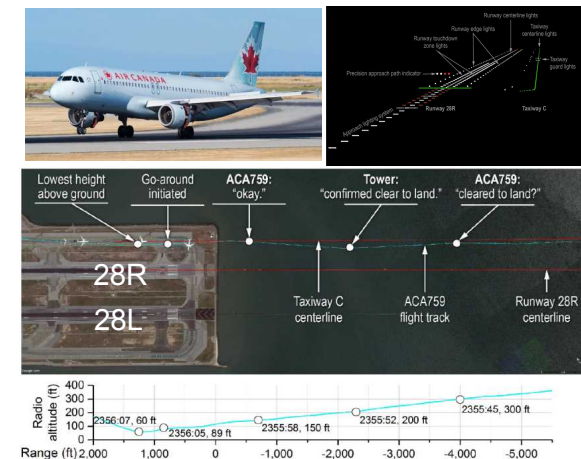 AIR CANADA
Runway centerline lights
Runway edge lights
Taxiway
centerline lights
Runway touchdown
zone lights
Taxiway
guard lights
Precision approach path indicator
Approach lighting system
Runway 28R
Taxiway C
Lowest height
above ground
Go-around
initiated
ACA759:
"okay."
Tower:
"confirmed clear to land."
ACA759:
"cleared to land?"
28R
28L
Taxiway C
centerline
ACA759
flight track
Runway 28R
centerline
Radio
altitude (ft)
400
300
200
100
0
2356:07, 60 ft
2356:05, 89 ft
2355:58, 150 ft
2355:52, 200 ft
2355:45, 300 ft
Range (ft)
2,000
1,000
0
-1,000
-2,000
-3,000
-4,000
-5,000